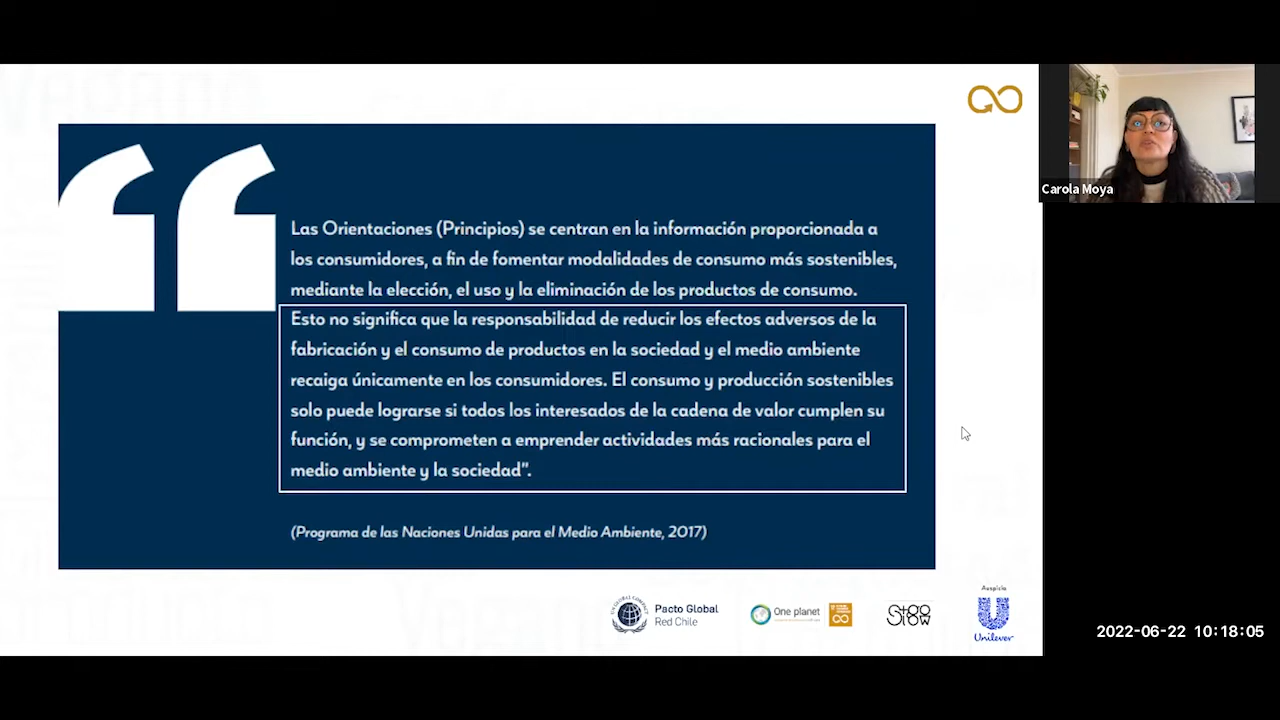 Las Orientaciones (Principios) se centran en la información proporcionada a
los consumidores, a fin de fomentar modalidades de consumo más sostenibles,
mediante la elección, el uso y la eliminación de los productos de consumo.
Esto no significa que la responsabilidad de reducir los efectos adversos de la
fabricación y el consumo de productos en la sociedad y el medio ambiente
recaiga únicamente en los consumidores. El consumo y producción sostenibles
solo puede lograrse si todos los interesados de la cadena de valor cumplen su
función, y se comprometen a emprender actividades más racionales para el
medio ambiente y la sociedad”.
(Programa de las Naciones Unidas para el Medio Ambiente, 2017)
Carola Moya
Pacto Global
Red Chile
One planet
Stgo
Slow
Auspicia
Unilever
2022-06-22 10:18:05